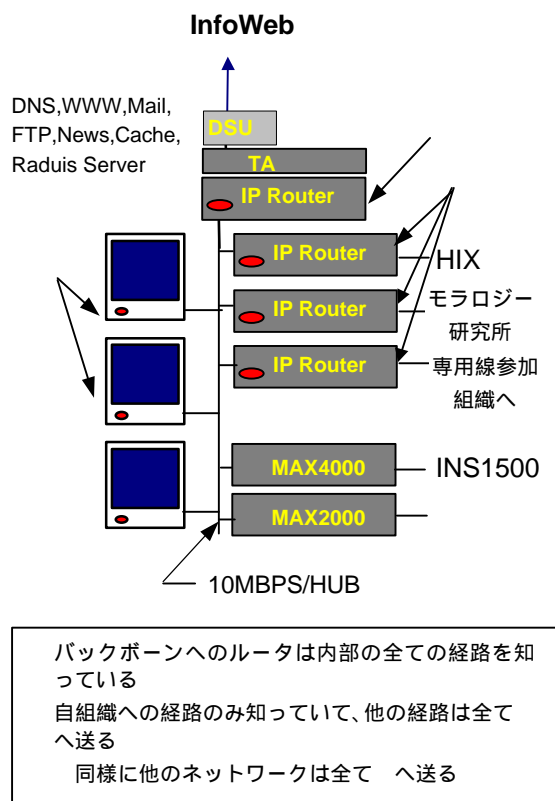 InfoWeb
DNS,WWW,Mail,
FTP,News,Cache,
Raduis Server
DSU
TA
IP Router
IP Router
HIX
IP Router
モラロジー
研究所
IP Router
専用線参加
組織へ
MAX4000
INS1500
MAX2000
10MBPS/HUB
バックボーンへのルータは内部の全ての経路を知
っている
自組織への経路のみ知っていて、他の経路は全て
へ送る
同様に他のネットワークは全て へ送る